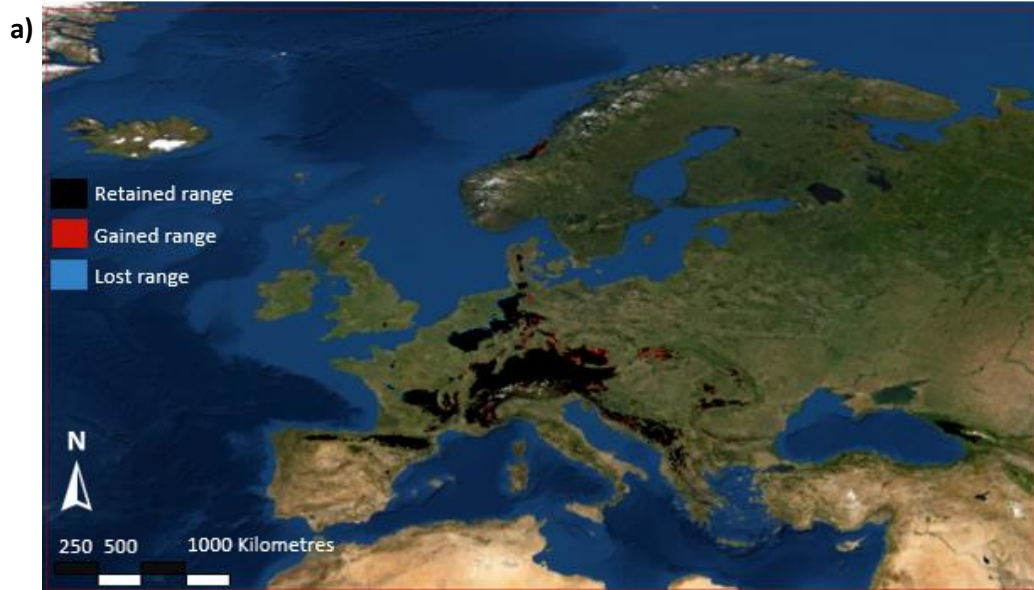 a)
Retained range
Gained range
Lost range
N
250 500 1000 Kilometres